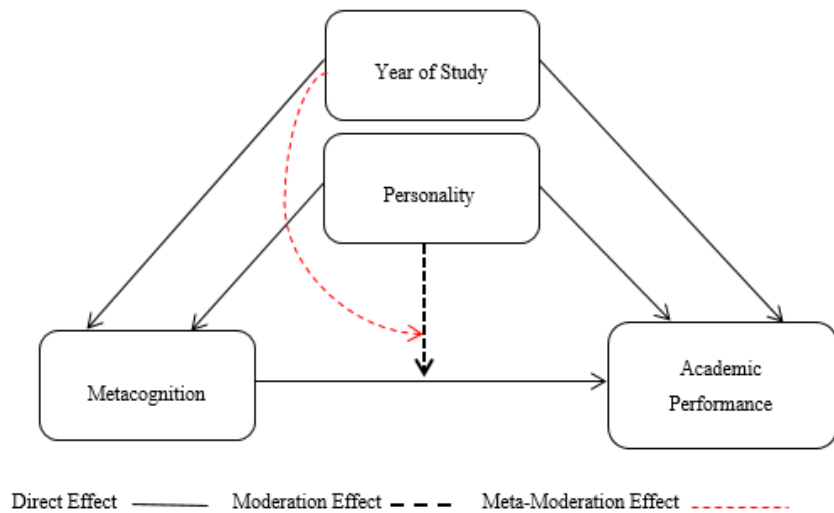 Year of Study
Personality
Metacognition
Academic
Performance
Direct Effect Moderation Effect Meta-Moderation Effect